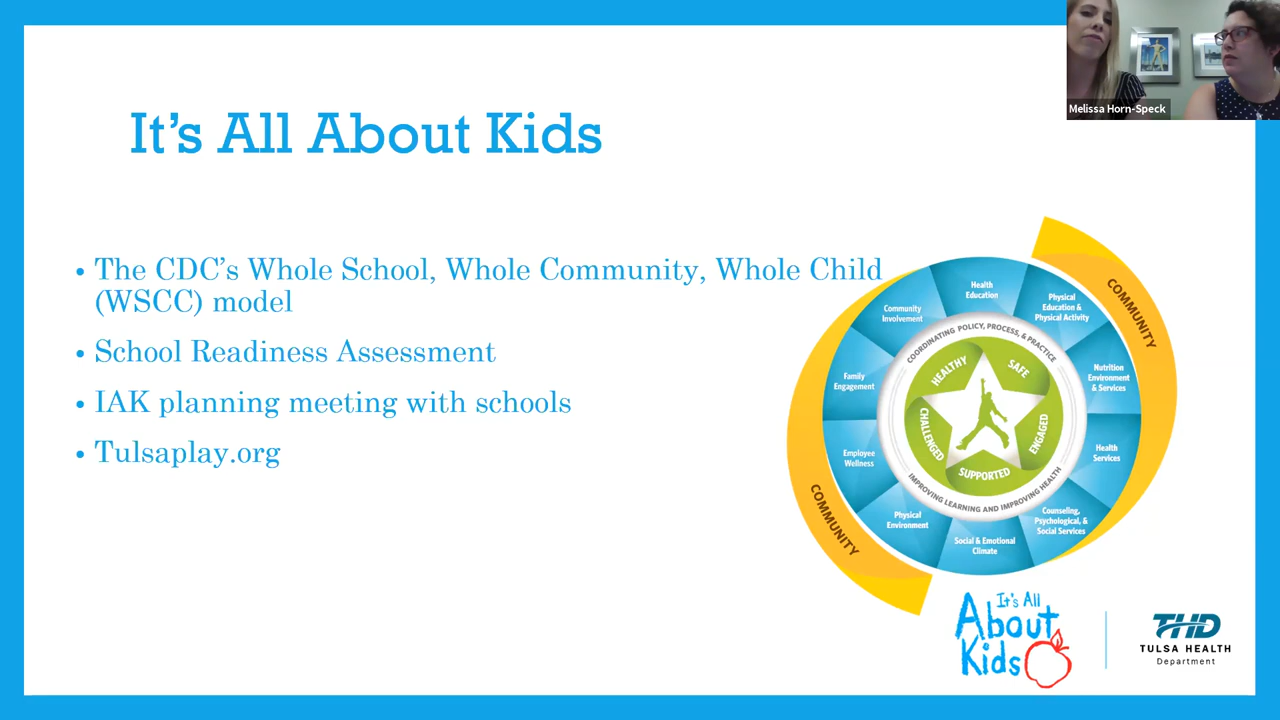 Melissa Horn-Speck
It's All About Kids
• The CDC's Whole School, Whole Community, Whole Child
(WSCC) model
• School Readiness Assessment
• IAK planning meeting with schools
• Tulsaplay.org
COMMUNITY
COMMUNITY
Health
Education
Physical
Education &
Physical Activity
Nutrition
Environment
& Services
Health
Services
Counseling,
Psychological, &
Social Services
Social & Emotional
Climate
Physical
Environment
Employee
Wellness
Family
Engagement
Community
Involvement
COORDINATING POLICY, PROCESS, & PRACTICE
IMPROVING LEARNING AND IMPROVING HEALTH
HEALTHY
SAFE
ENGAGED
SUPPORTED
CHALLENGED
It's All
About
Kids
THD
TULSA HEALTH
Department